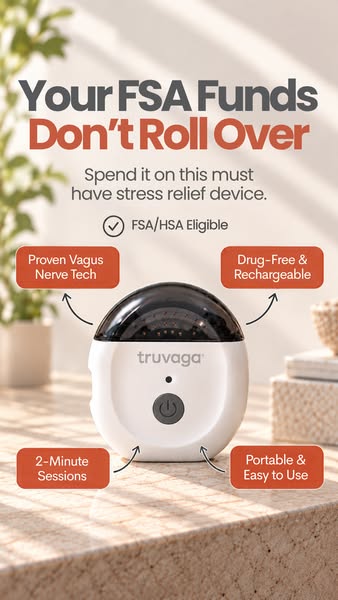 Your FSA Funds
Don't Roll Over
Spend it on this must
have stress relief device.
FSA/HSA Eligible
Proven Vagus
Nerve Tech
Drug-Free &
Rechargeable
truvaga
2-Minute
Sessions
Portable &
Easy to Use